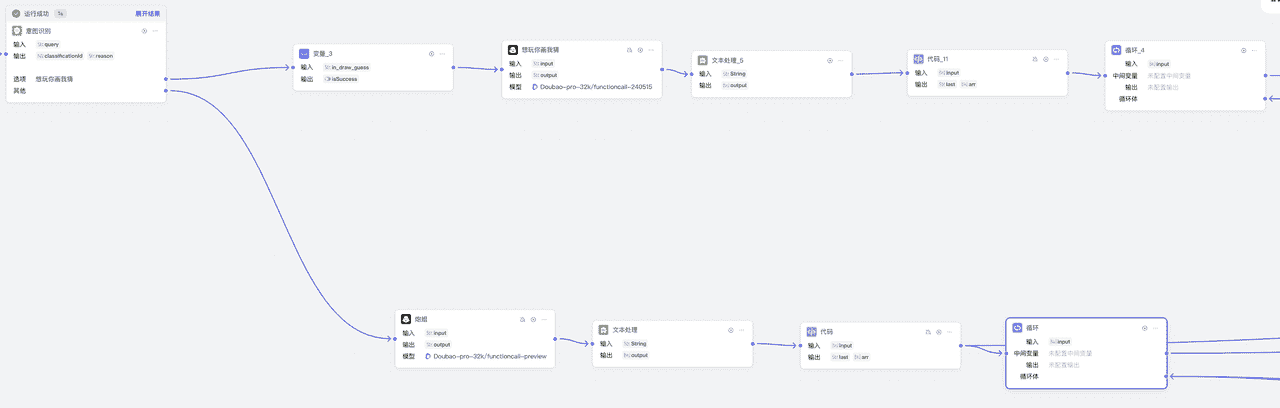 运行成功 1s 展开结果
意图识别
输入 query
输出 classificationId reason
选项 想玩你画我猜
其他
变量_3
输入 in_draw_guess
输出 isSuccess
想玩你画我猜
输入 input
输出 output
模型 Doubao-pro-32k/functioncall-240515
文本处理_5
输入 String
输出 output
代码_11
输入 input
输出 last arr
循环_4
输入 input
中间变量 未配置中间变量
输出 未配置输出
循环体
炮姐
输入 input
输出 output
模型 Doubao-pro-32k/functioncall-preview
文本处理
输入 String
输出 output
代码
输入 input
输出 last arr
循环
输入 input
中间变量 未配置中间变量
输出 未配置输出
循环体